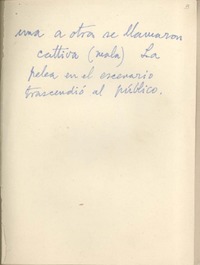 una a otra se llamaron
cattiva (mala) La
pelea en el escenario
trascendió al público.